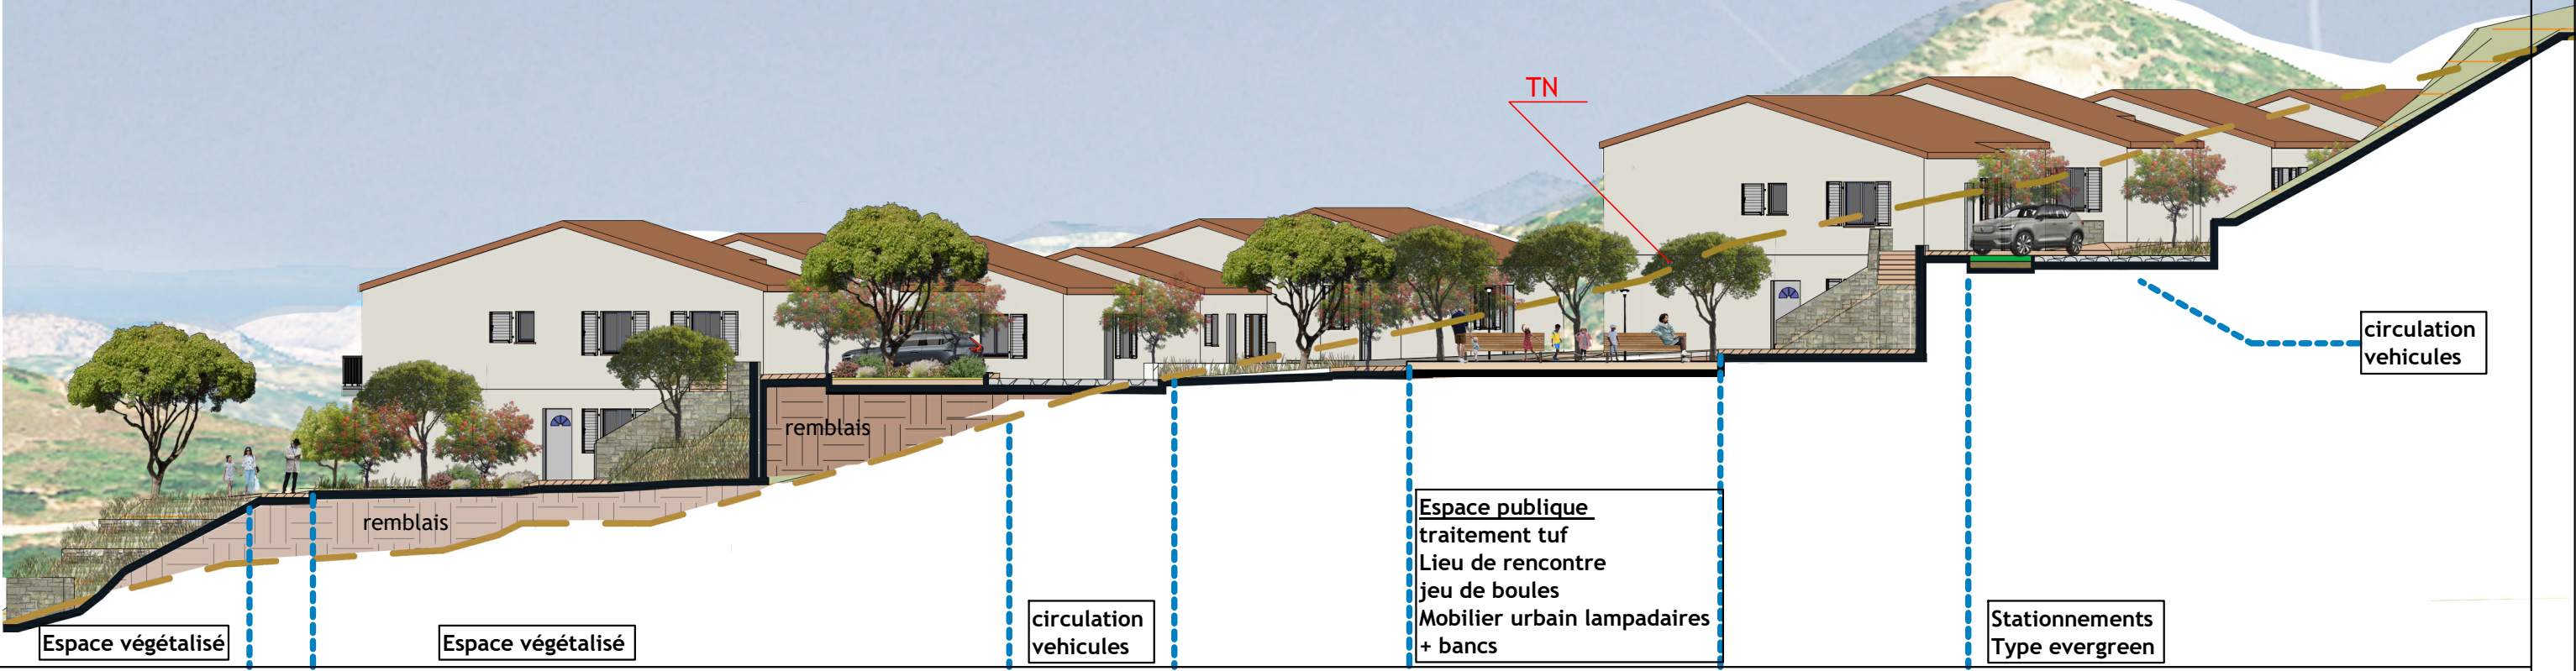 TN
circulation
vehicules
remblais
remblais
Espace publique
traitement tuf
Lieu de rencontre
jeu de boules
Mobilier urbain lampadaires
+ bancs
Espace végétalisé
Espace végétalisé
circulation
vehicules
Stationnements
Type evergreen